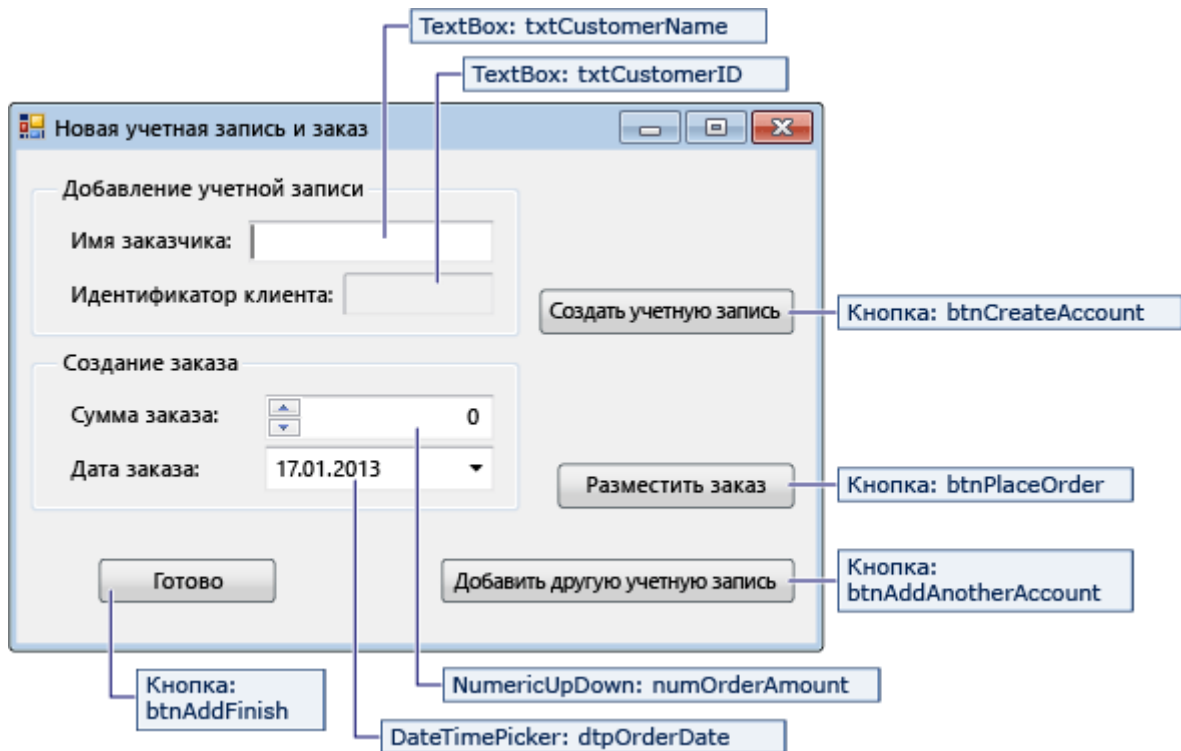 TextBox: txtCustomerName
TextBox: txtCustomerID
Новая учетная запись и заказ
Добавление учетной записи
Имя заказчика:
Идентификатор клиента:
Создать учетную запись
Кнопка: btnCreateAccount
Создание заказа
Сумма заказа:
0
Дата заказа:
17.01.2013
Разместить заказ
Кнопка: btnPlaceOrder
Готово
Добавить другую учетную запись
Кнопка:
btnAddAnotherAccount
Кнопка:
btnAddFinish
NumericUpDown: numOrderAmount
DateTimePicker: dtpOrderDate